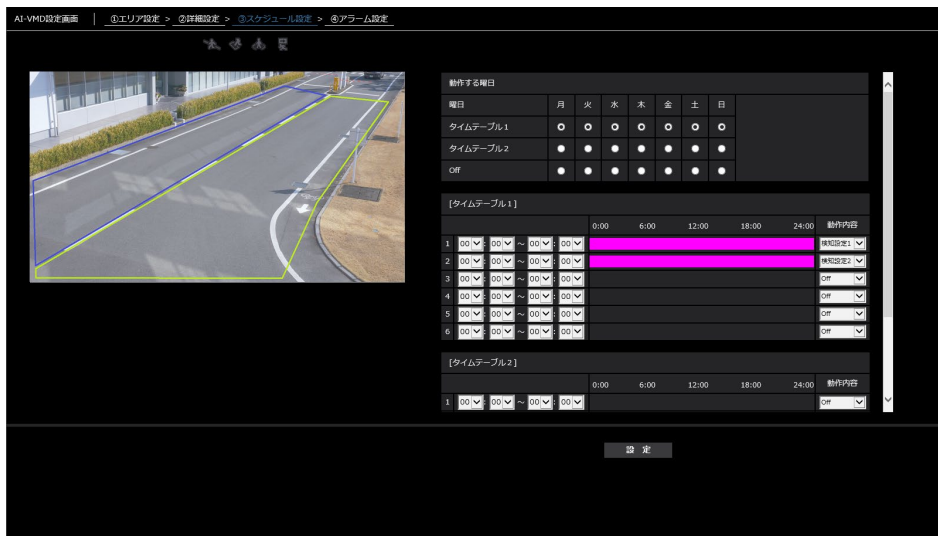 AI-VMD設定画面 | ①エリア設定 > ②詳細設定 > ③スケジュール設定 > ④アラーム設定
動作する曜日
曜日 月 火 水 木 金 土 日
タイムテーブル1
タイムテーブル2
Off
[タイムテーブル1]
0:00 6:00 12:00 18:00 24:00 動作内容
1 00 : 00 ~ 00 : 00 検知設定1
2 00 : 00 ~ 00 : 00 検知設定2
3 00 : 00 ~ 00 : 00 Off
4 00 : 00 ~ 00 : 00 Off
5 00 : 00 ~ 00 : 00 Off
6 00 : 00 ~ 00 : 00 Off
[タイムテーブル2]
0:00 6:00 12:00 18:00 24:00 動作内容
1 00 : 00 ~ 00 : 00 Off
設 定